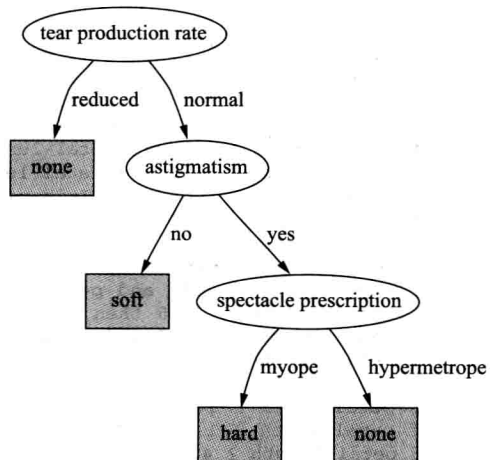 tear production rate
reduced
normal
none
astigmatism
no
yes
soft
spectacle prescription
myope
hypermetrope
hard
none